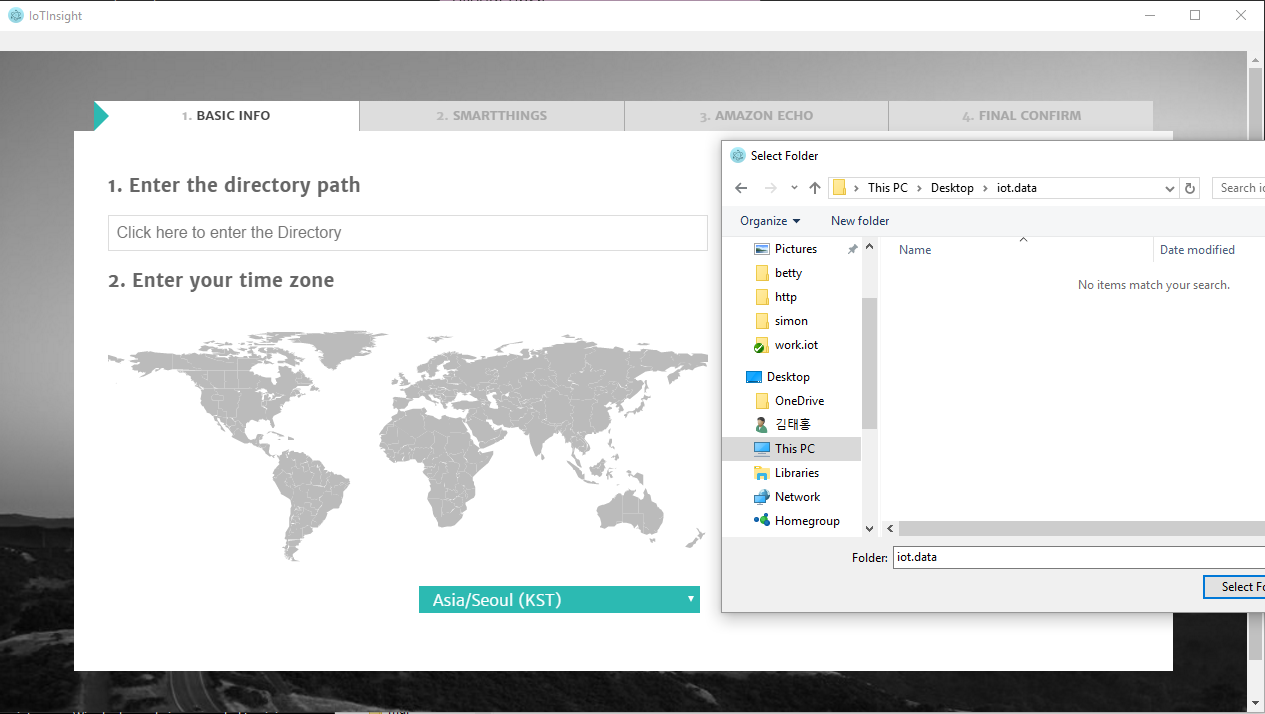 IoTInsight
1. BASIC INFO
2. SMARTTHINGS
3. AMAZON ECHO
4. FINAL CONFIRM
1. Enter the directory path
Click here to enter the Directory
2. Enter your time zone
Asia/Seoul (KST)
Select Folder
This PC > Desktop > iot.data
Search io
Organize
New folder
Pictures
betty
http
simon
work.iot
Desktop
OneDrive
김태홍
This PC
Libraries
Network
Homegroup
Name
Date modified
No items match your search.
Folder: iot.data
Select Fo